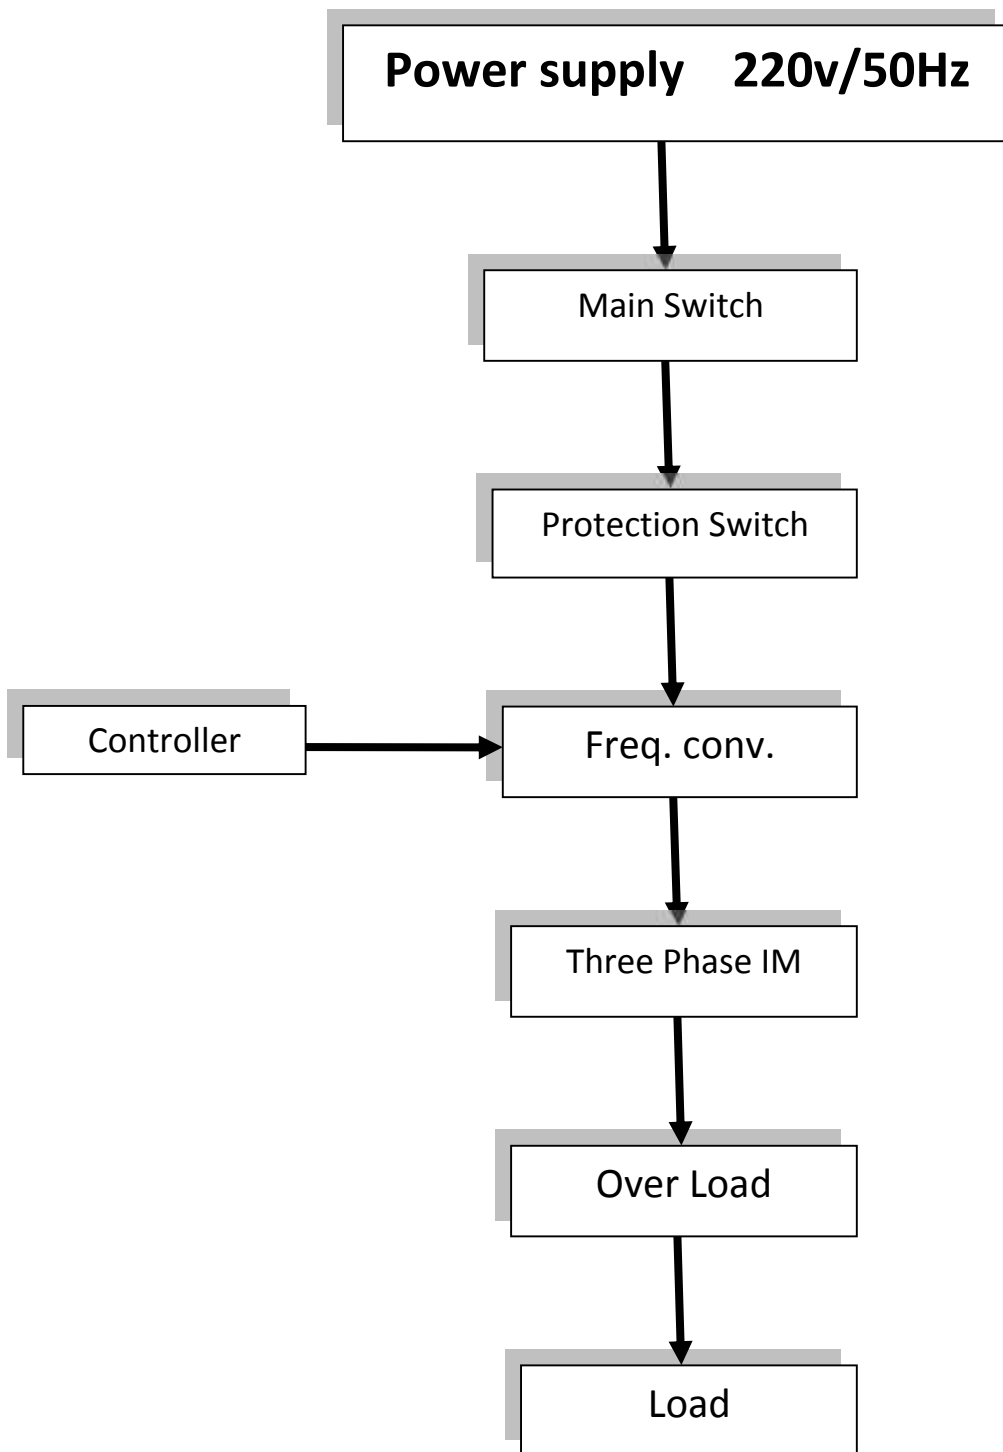 Power supply 220v/50Hz
Main Switch
Protection Switch
Controller
Freq. conv.
Three Phase IM
Over Load
Load